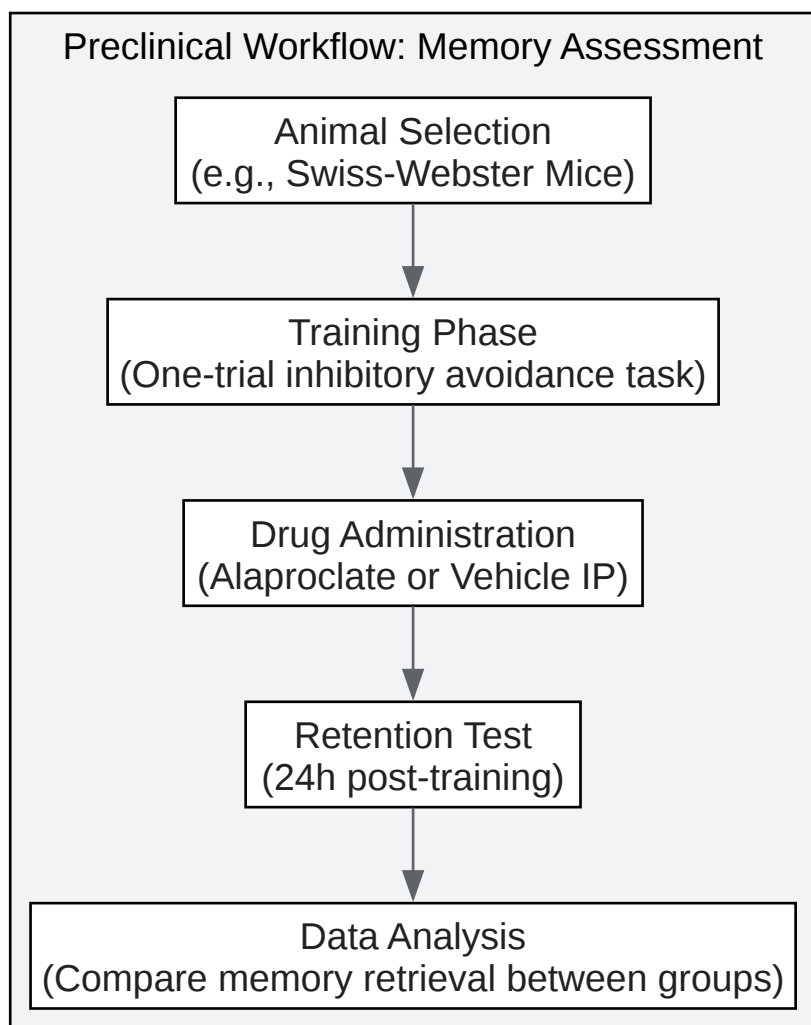 Preclinical Workflow: Memory Assessment
Animal Selection
(e.g., Swiss-Webster Mice)
Training Phase
(One-trial inhibitory avoidance task)
Drug Administration
(Alaproclate or Vehicle IP)
Retention Test
(24h post-training)
Data Analysis
(Compare memory retrieval between groups)